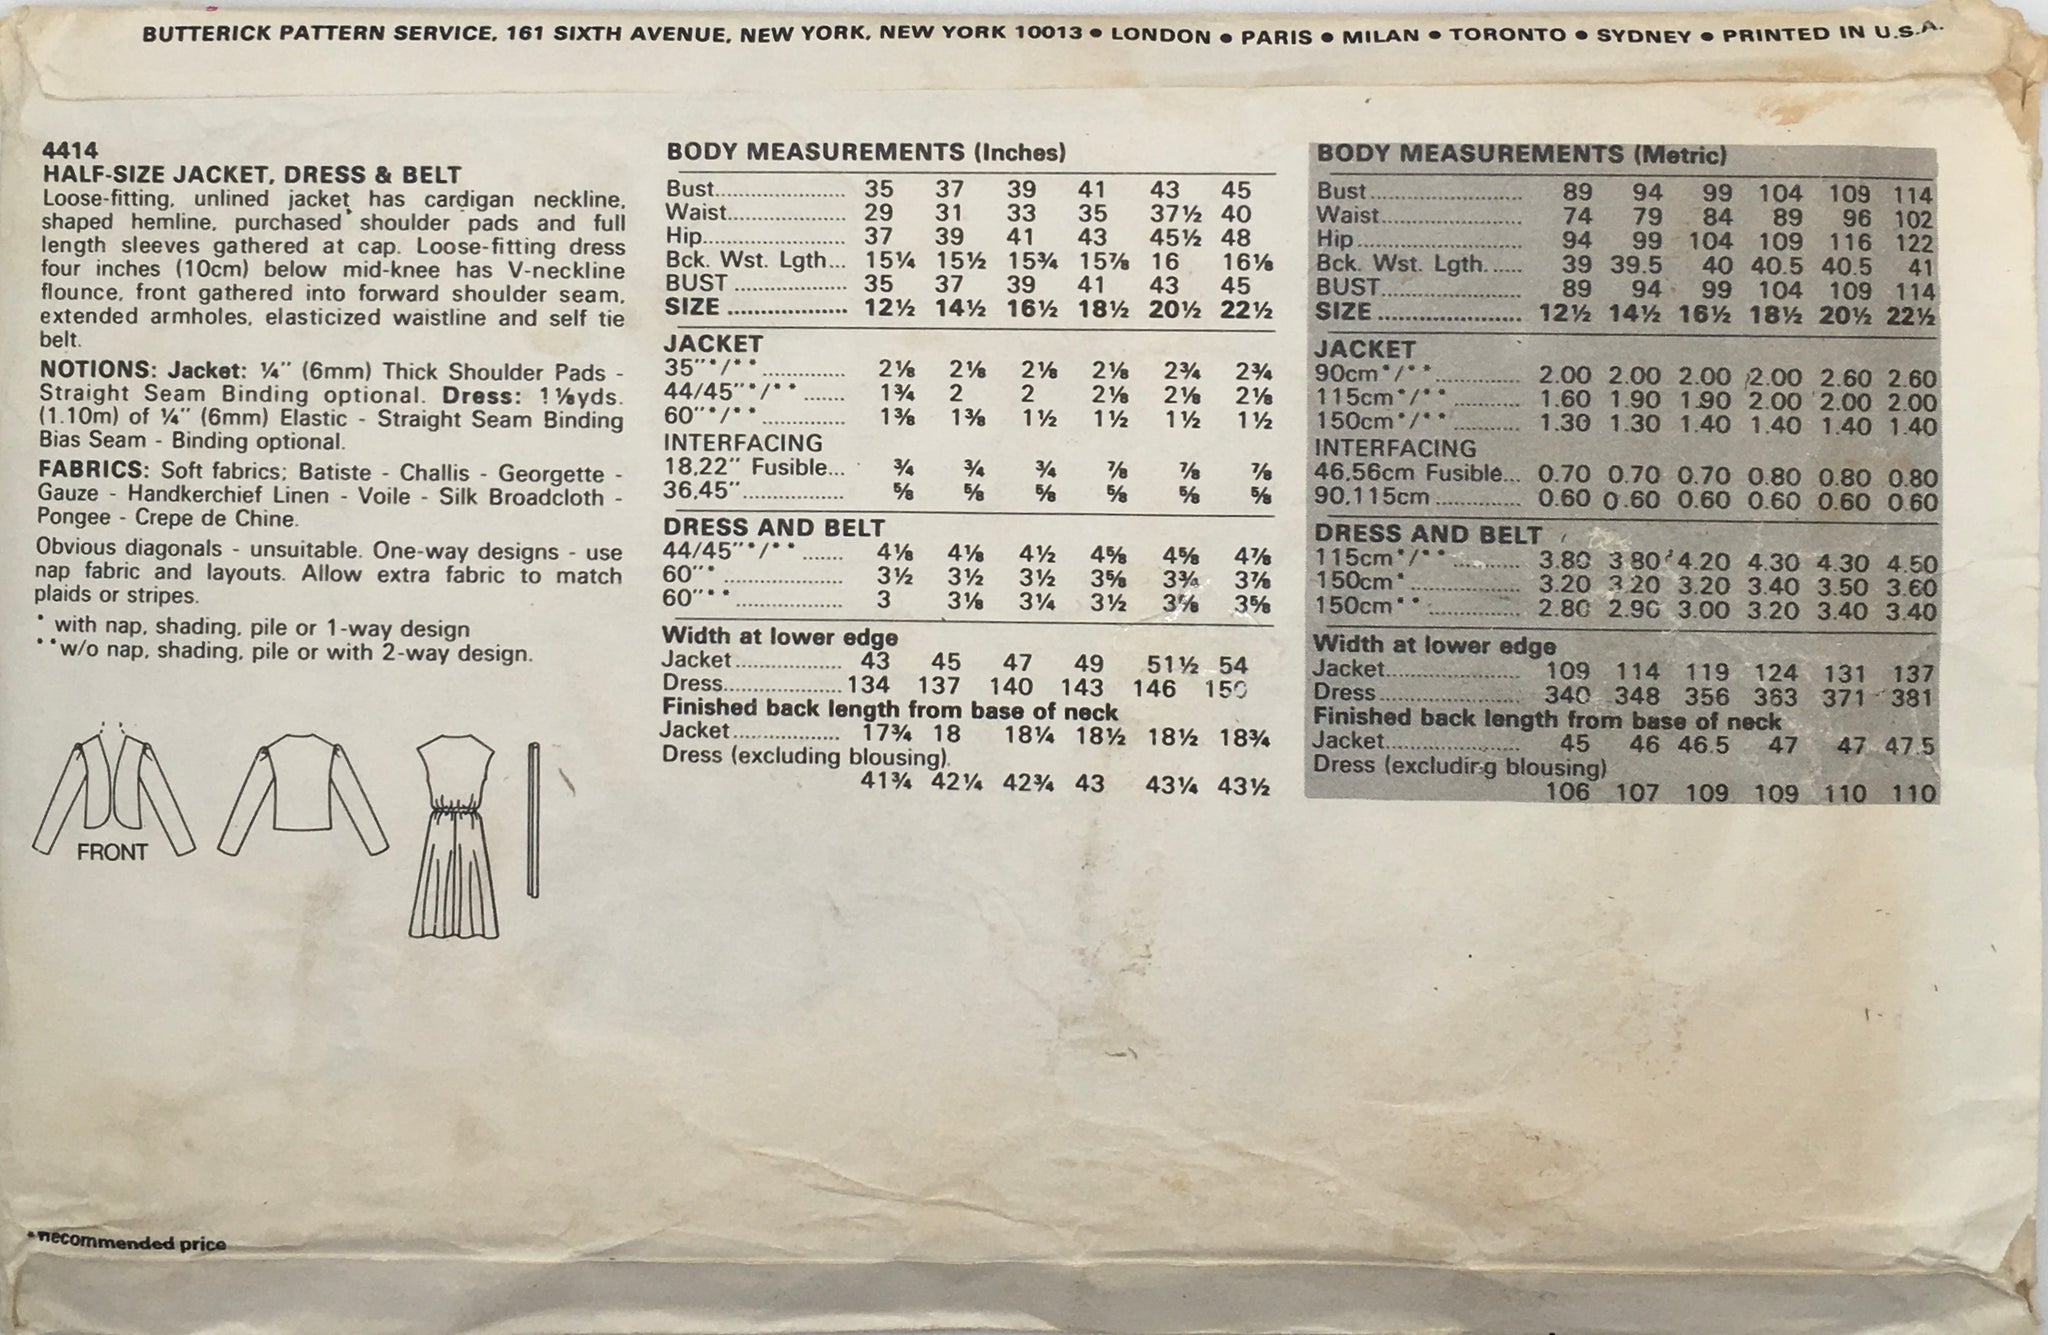 BUTTERICK PATTERN SERVICE, 161 SIXTH AVENUE, NEW YORK, NEW YORK 10013 • LONDON • PARIS • MILAN • TORONTO • SYDNEY • PRINTED IN U.S.A.
4414
HALF-SIZE JACKET, DRESS & BELT
Loose-fitting, unlined jacket has cardigan neckline,
shaped hemline, purchased shoulder pads and full
length sleeves gathered at cap. Loose-fitting dress
four inches (10cm) below mid-knee has V-neckline
flounce, front gathered into forward shoulder seam,
extended armholes, elasticized waistline and self tie
belt.
NOTIONS: Jacket: ¼" (6mm) Thick Shoulder Pads -
Straight Seam Binding optional. Dress: 1⅛yds.
(1.10m) of ¼" (6mm) Elastic - Straight Seam Binding
Bias Seam - Binding optional.
FABRICS: Soft fabrics; Batiste - Challis - Georgette -
Gauze - Handkerchief Linen - Voile - Silk Broadcloth -
Pongee - Crepe de Chine.
Obvious diagonals - unsuitable. One-way designs - use
nap fabric and layouts. Allow extra fabric to match
plaids or stripes.
* with nap, shading, pile or 1-way design
**w/o nap, shading, pile or with 2-way design.
FRONT
BODY MEASUREMENTS (Inches)
Bust.................... 35 37 39 41 43 45
Waist.................. 29 31 33 35 37½ 40
Hip...................... 37 39 41 43 45½ 48
Bck. Wst. Lgth... 15¼ 15½ 15¾ 15⅞ 16 16⅛
BUST ................. 35 37 39 41 43 45
SIZE .................. 12½ 14½ 16½ 18½ 20½ 22½
JACKET
35"*/** ............. 2⅛ 2⅛ 2⅛ 2⅛ 2¾ 2¾
44/45"*/** ....... 1¾ 2 2 2⅛ 2⅛ 2⅛
60"*/** ............. 1⅜ 1⅜ 1½ 1½ 1½ 1½
INTERFACING
18,22" Fusible... ¾ ¾ ¾ ⅞ ⅞ ⅞
36,45"................ ⅝ ⅝ ⅝ ⅝ ⅝ ⅝
DRESS AND BELT
44/45"*/** ....... 4⅛ 4⅛ 4½ 4⅝ 4⅝ 4⅞
60"* .................. 3½ 3½ 3½ 3⅝ 3¾ 3⅞
60"** ................. 3 3⅛ 3¼ 3½ 3⅝ 3⅝
Width at lower edge
Jacket................ 43 45 47 49 51½ 54
Dress.................. 134 137 140 143 146 150
Finished back length from base of neck
Jacket................ 17¾ 18 18¼ 18½ 18½ 18¾
Dress (excluding blousing).
41¾ 42¼ 42¾ 43 43¼ 43½
BODY MEASUREMENTS (Metric)
Bust........................ 89 94 99 104 109 114
Waist...................... 74 79 84 89 96 102
Hip.......................... 94 99 104 109 116 122
Bck. Wst. Lgth...... 39 39.5 40 40.5 40.5 41
BUST...................... 89 94 99 104 109 114
SIZE ...................... 12½ 14½ 16½ 18½ 20½ 22½
JACKET
90cm*/** ............. 2.00 2.00 2.00 2.00 2.60 2.60
115cm*/** ........... 1.60 1.90 1.90 2.00 2.00 2.00
150cm*/** ........... 1.30 1.30 1.40 1.40 1.40 1.40
INTERFACING
46,56cm Fusible... 0.70 0.70 0.70 0.80 0.80 0.80
90,115cm ............. 0.60 0.60 0.60 0.60 0.60 0.60
DRESS AND BELT
115cm*/** ........... 3.80 3.80 4.20 4.30 4.30 4.50
150cm* ................. 3.20 3.20 3.20 3.40 3.50 3.60
150cm** ............... 2.80 2.90 3.00 3.20 3.40 3.40
Width at lower edge
Jacket.................... 109 114 119 124 131 137
Dress...................... 340 348 356 363 371 381
Finished back length from base of neck
Jacket.................... 45 46 46.5 47 47 47.5
Dress (excluding blousing)
106 107 109 109 110 110
*recommended price